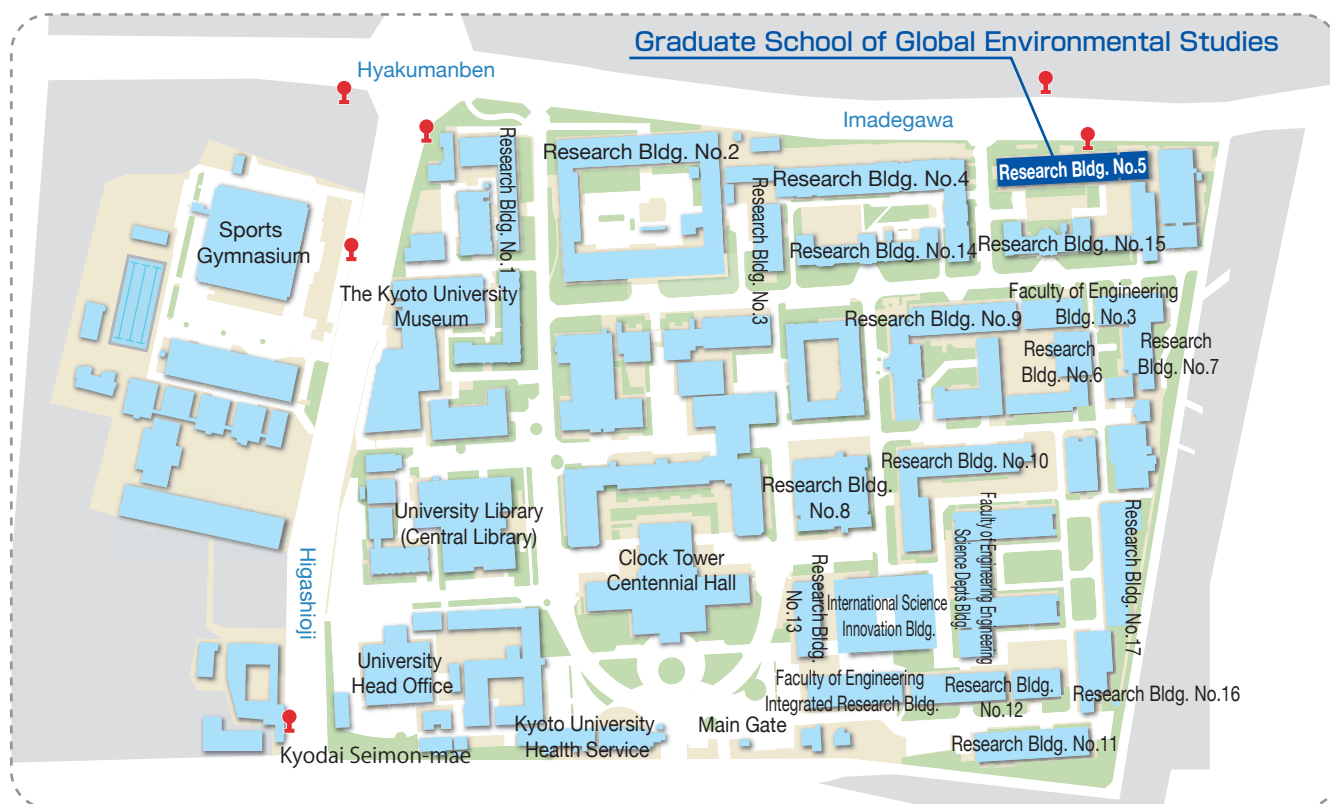 Graduate School of Global Environmental Studies
Hyakumanben
Imadegawa
Research Bldg. No.1
Research Bldg. No.2
Research Bldg. No.3
Research Bldg. No.4
Research Bldg. No.5
Research Bldg. No.14
Research Bldg. No.15
Sports
Gymnasium
The Kyoto University
Museum
Research Bldg. No.9
Faculty of Engineering
Bldg. No.3
Research
Bldg. No.6
Research
Bldg. No.7
Research Bldg. No.10
Research Bldg.
No.8
University Library
(Central Library)
Clock Tower
Centennial Hall
Faculty of Engineering Engineering
Science Depts Bldg.
Research Bldg. No.17
Higashioji
Research Bldg.
No.13
International Science
Innovation Bldg.
University
Head Office
Faculty of Engineering
Integrated Research Bldg.
Research Bldg.
No.12
Research Bldg. No.16
Kyoto University
Health Service
Main Gate
Research Bldg. No.11
Kyodai Seimon-mae